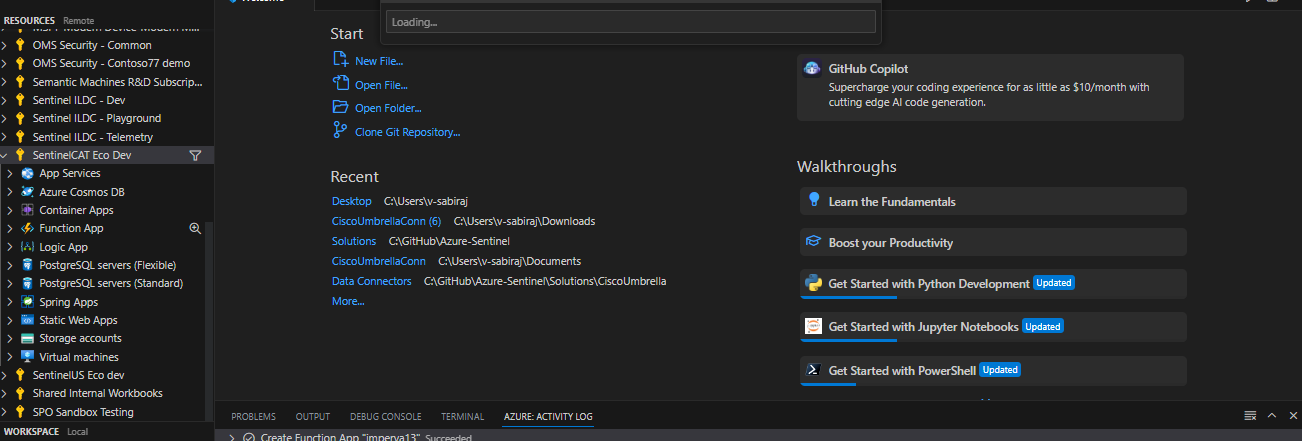 RESOURCES Remote
OMS Security - Common
OMS Security - Contoso77 demo
Semantic Machines R&D Subscrip...
Sentinel ILDC - Dev
Sentinel ILDC - Playground
Sentinel ILDC - Telemetry
SentinelCAT Eco Dev
App Services
Azure Cosmos DB
Container Apps
Function App
Logic App
PostgreSQL servers (Flexible)
PostgreSQL servers (Standard)
Spring Apps
Static Web Apps
Storage accounts
Virtual machines
SentinelUS Eco dev
Shared Internal Workbooks
SPO Sandbox Testing
WORKSPACE Local
Loading...
Start
New File...
Open File...
Open Folder...
Clone Git Repository...
Recent
Desktop C:\Users\v-sabiraj
CiscoUmbrellaConn (6) C:\Users\v-sabiraj\Downloads
Solutions C:\GitHub\Azure-Sentinel
CiscoUmbrellaConn C:\Users\v-sabiraj\Documents
Data Connectors C:\GitHub\Azure-Sentinel\Solutions\CiscoUmbrella
More...
GitHub Copilot
Supercharge your coding experience for as little as $10/month with
cutting edge AI code generation.
Walkthroughs
Learn the Fundamentals
Boost your Productivity
Get Started with Python Development Updated
Get Started with Jupyter Notebooks Updated
Get Started with PowerShell Updated
PROBLEMS OUTPUT DEBUG CONSOLE TERMINAL AZURE: ACTIVITY LOG
Create Function App "imperva13" Succeeded